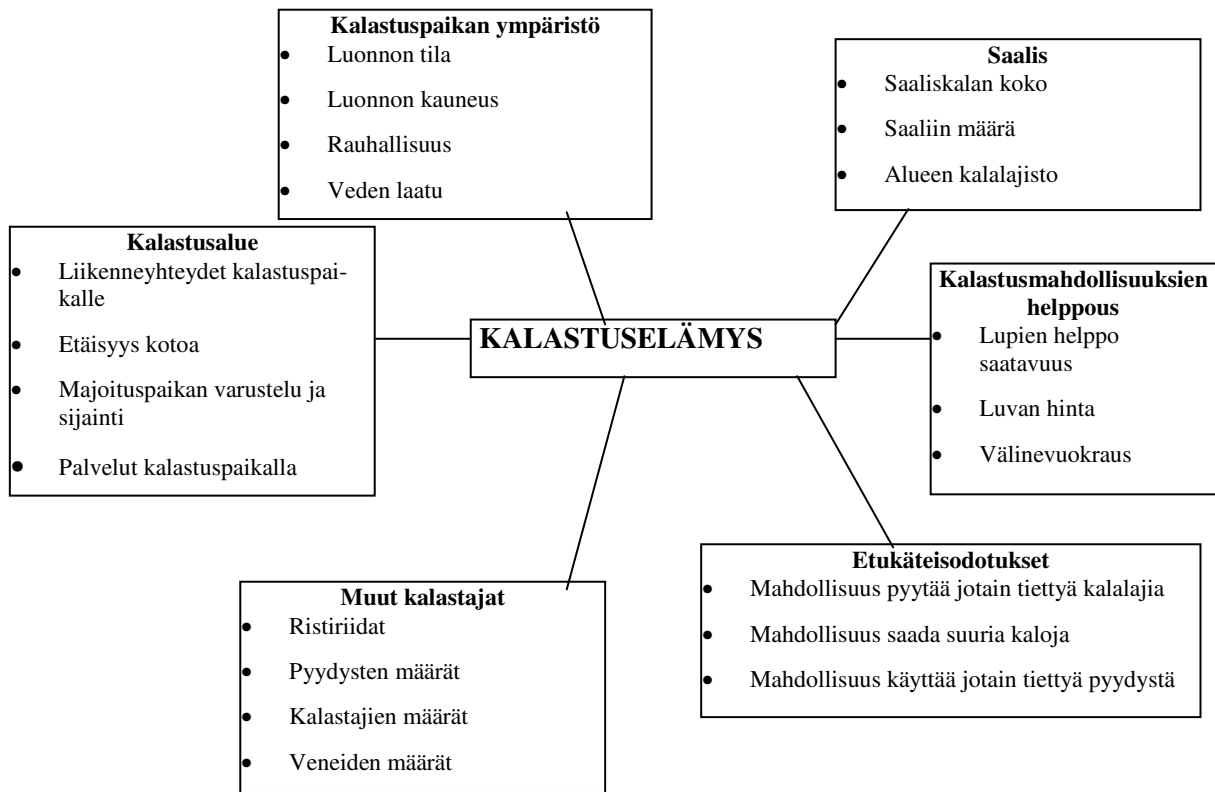 Kalastuspaikan ympäristö
• Luonnon tila
• Luonnon kauneus
• Rauhallisuus
• Veden laatu
Saalis
• Saaliskalan koko
• Saaliin määrä
• Alueen kalalajisto
Kalastusalue
• Liikenneyhteydet kalastuspai-
kalle
• Etäisyys kotoa
• Majoituspaikan varustelu ja
sijainti
• Palvelut kalastuspaikalla
KALASTUSELÄMYS
Kalastusmahdollisuuksien
helppous
• Lupien helppo
saatavuus
• Luvan hinta
• Välinevuokraus
Muut kalastajat
• Ristiriidat
• Pyydysten määrät
• Kalastajien määrät
• Veneiden määrät
Etukäteisodotukset
• Mahdollisuus pyytää jotain tiettyä kalalajia
• Mahdollisuus saada suuria kaloja
• Mahdollisuus käyttää jotain tiettyä pyydystä